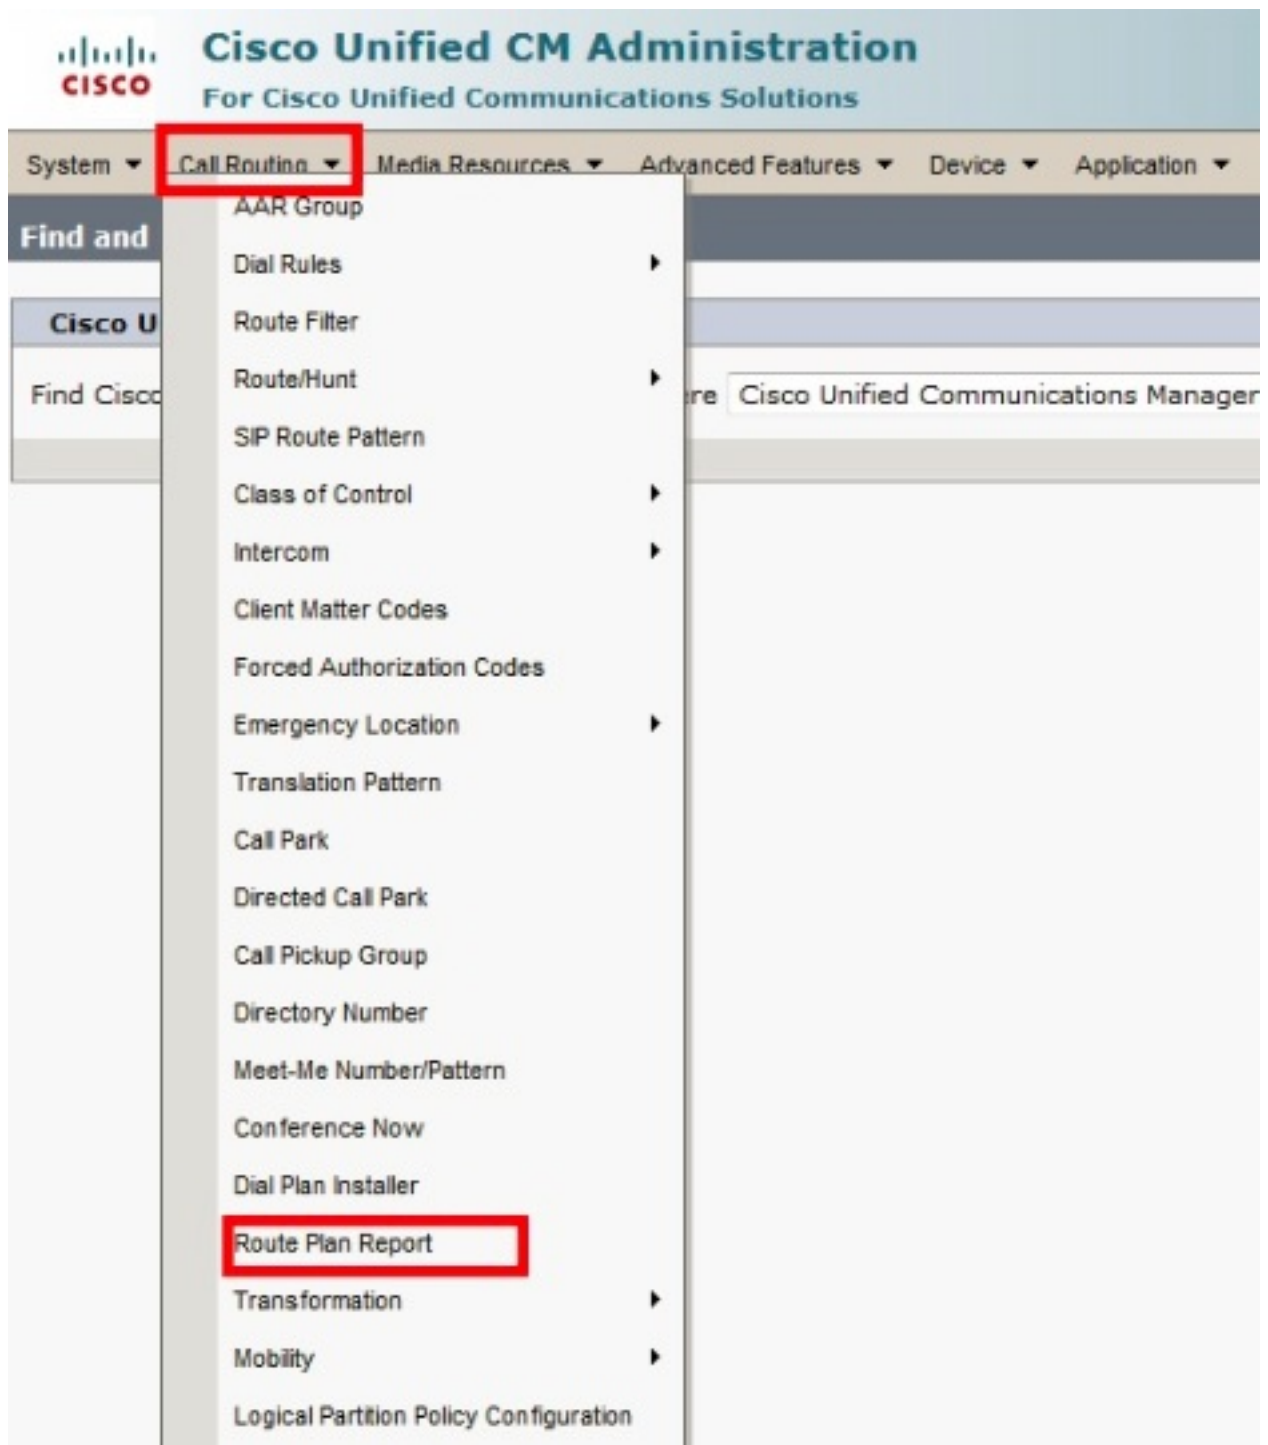 CISCO
Cisco Unified CM Administration
For Cisco Unified Communications Solutions
System Call Routing Media Resources Advanced Features Device Application
Find and
Cisco U
Find Cisco
ere Cisco Unified Communications Manager
AAR Group
Dial Rules
Route Filter
Route/Hunt
SIP Route Pattern
Class of Control
Intercom
Client Matter Codes
Forced Authorization Codes
Emergency Location
Translation Pattern
Call Park
Directed Call Park
Call Pickup Group
Directory Number
Meet-Me Number/Pattern
Conference Now
Dial Plan Installer
Route Plan Report
Transformation
Mobility
Logical Partition Policy Configuration